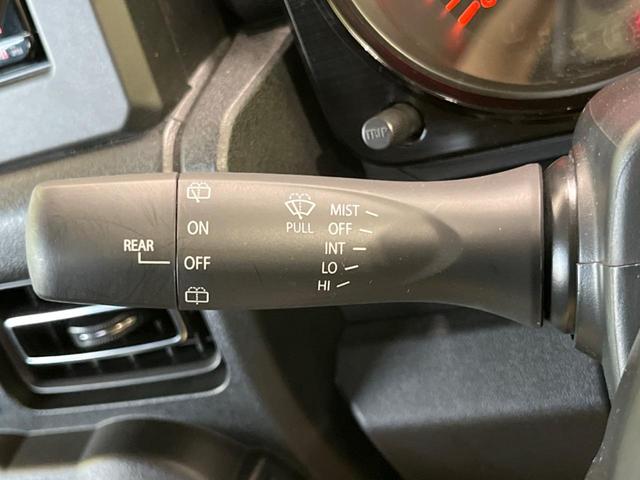 TRIP
ON
REAR
OFF
PULL
MIST
OFF
INT
LO
HI